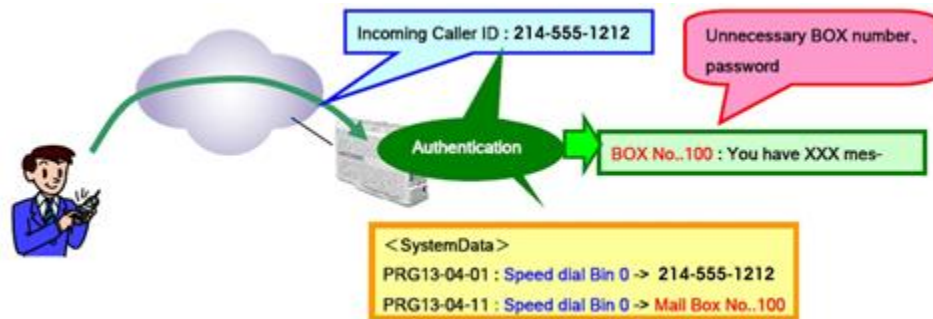 Incoming Caller ID : 214-555-1212
Unnecessary BOX number、
password
Authentication
BOX No..100 : You have XXX mes-
＜SystemData＞
PRG13-04-01 : Speed dial Bin 0 -> 214-555-1212
PRG13-04-11 : Speed dial Bin 0 -> Mail Box No..100